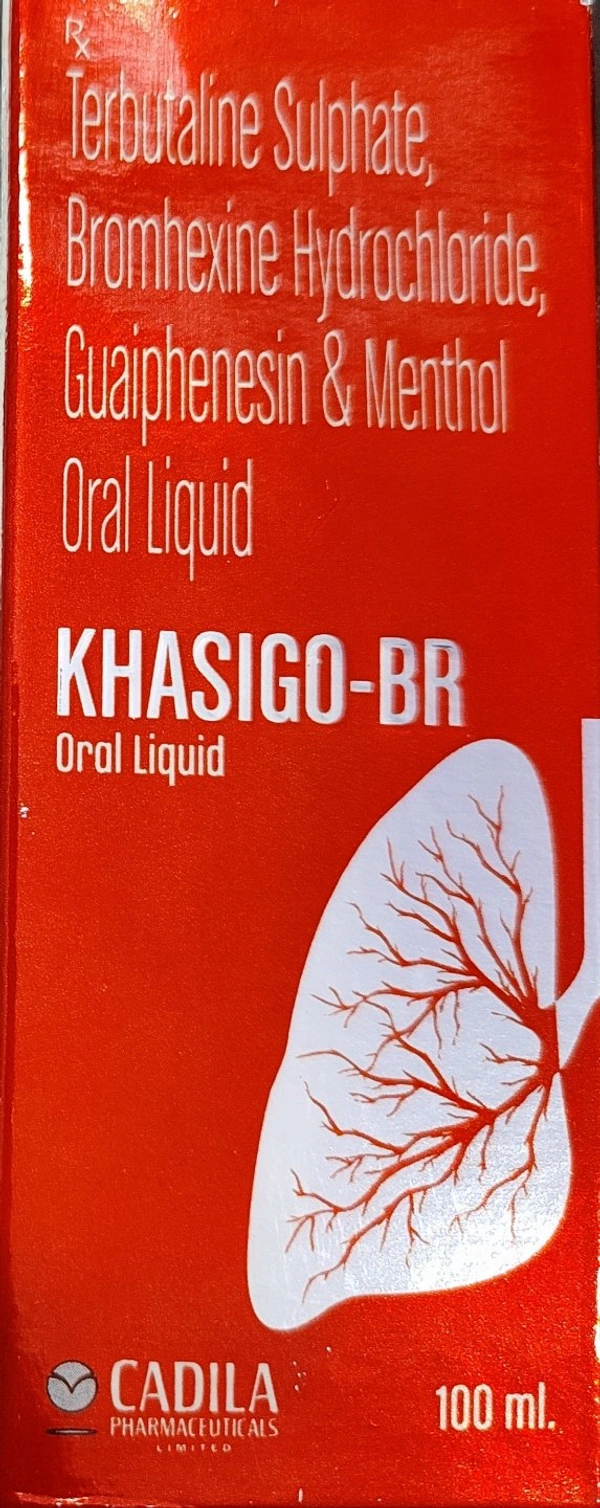 Rx
Terbutaline Sulphate,
Bromhexine Hydrochloride,
Guaiphenesin & Menthol
Oral Liquid
KHASIGO-BR
Oral Liquid
CADILA
PHARMACEUTICALS
LIMITED
100 ml.